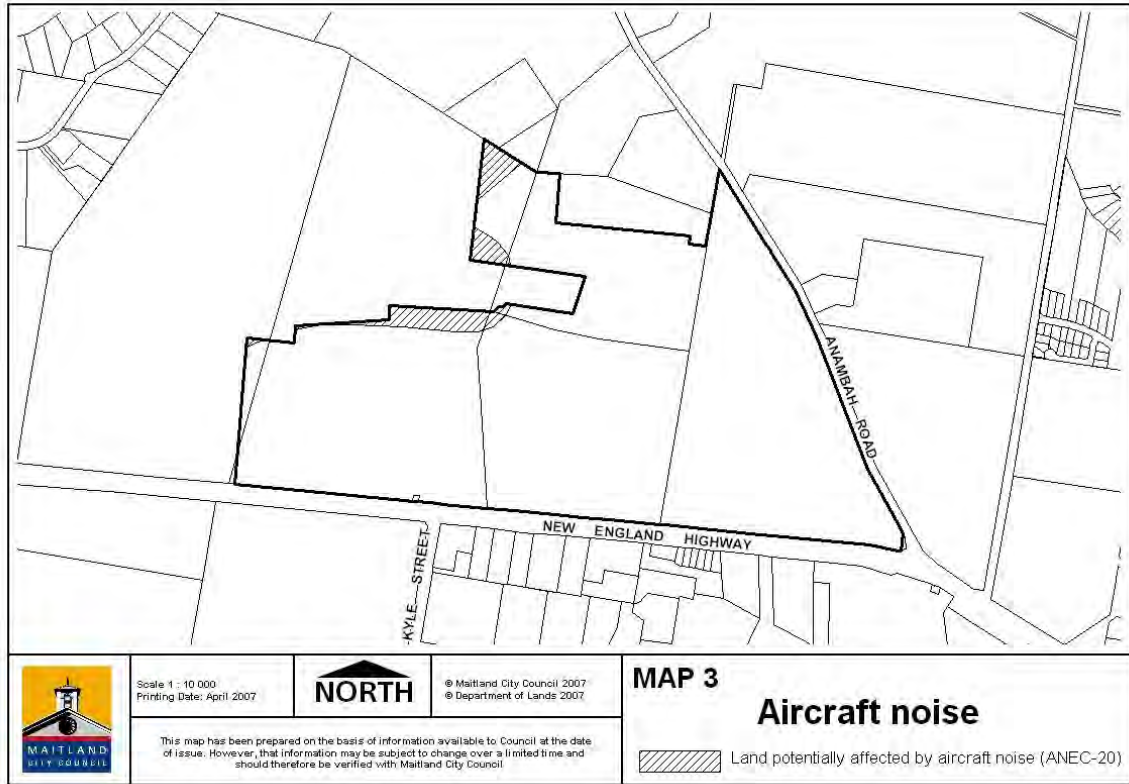 ANAMBAH ROAD
NEW ENGLAND HIGHWAY
KYLE STREET
MAITLAND
CITY COUNCIL
Scale 1 : 10 000
Printing Date: April 2007
NORTH
© Maitland City Council 2007
© Department of Lands 2007
This map has been prepared on the basis of information available to Council at the date
of issue. However, that information may be subject to change over a limited time and
should therefore be verified with Maitland City Council
MAP 3
Aircraft noise
Land potentially affected by aircraft noise (ANEC-20)